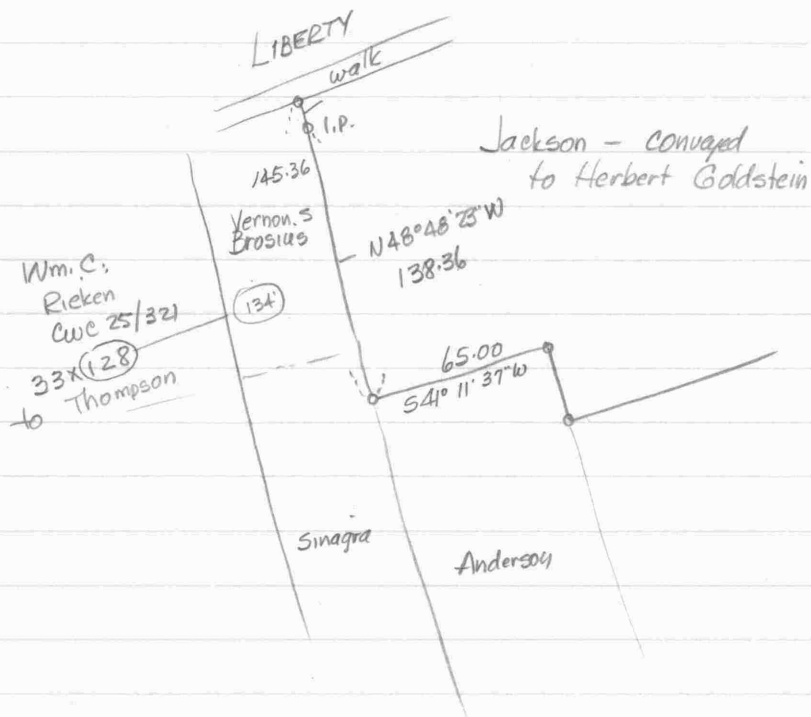 LIBERTY
walk
I.P.
Jackson - conveyed
to Herbert Goldstein
145.36
Vernon. S
Brosius
N48°48'23"W
138.36
Wm. C.
Rieken
CWC 25/321
134'
33x128
to Thompson
65.00
S41° 11' 37"W
Sinagra
Anderson